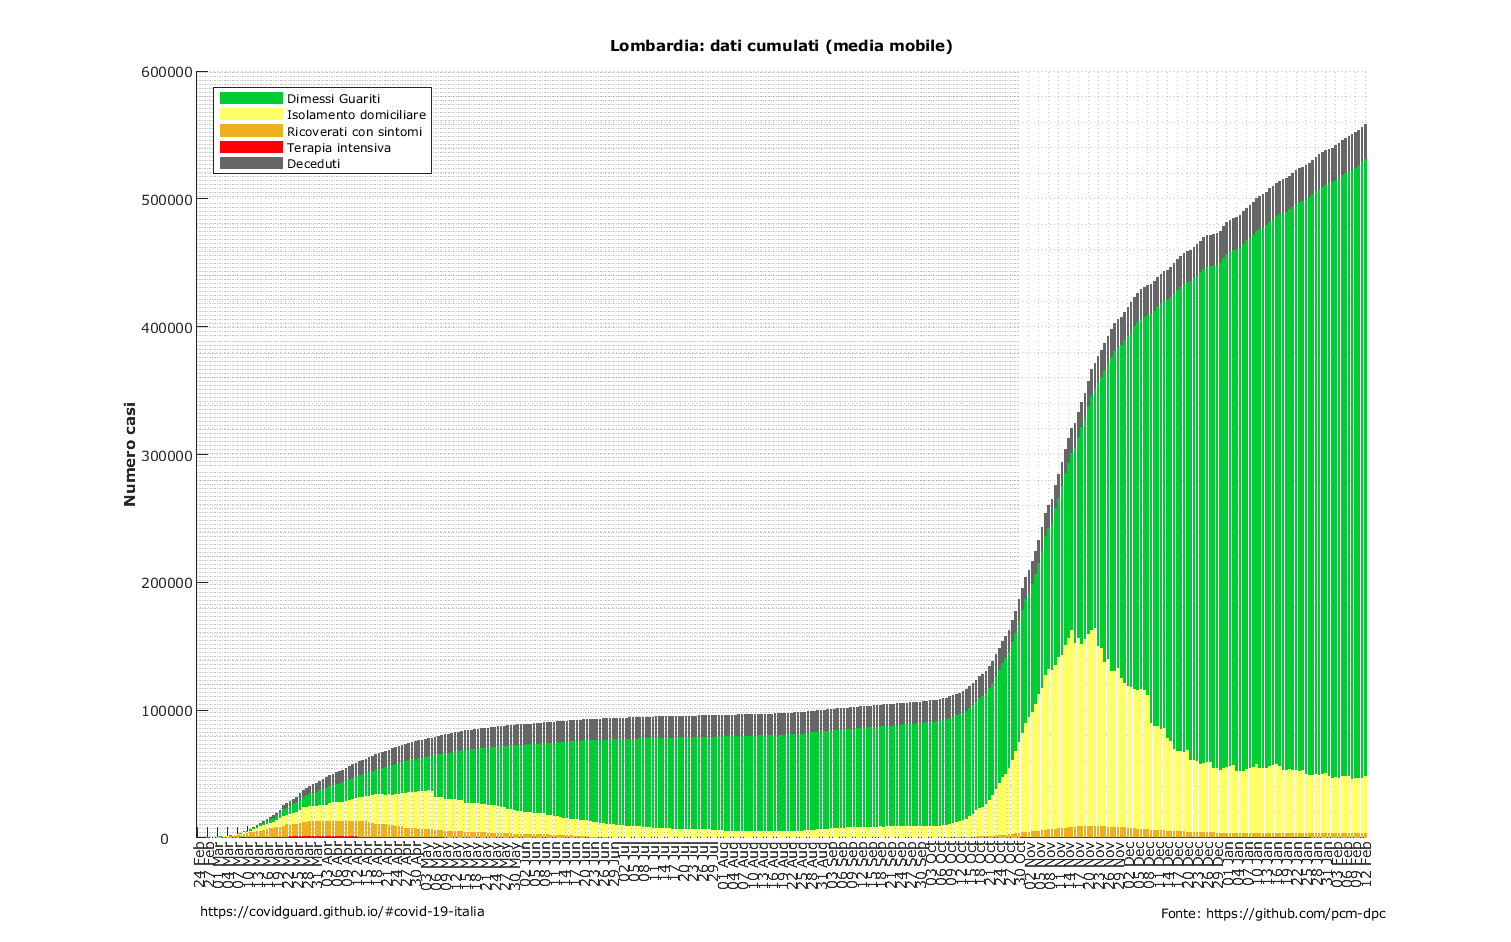 Lombardia: dati cumulati (media mobile)
600000
Dimessi Guariti
Isolamento domiciliare
Ricoverati con sintomi
Terapia intensiva
Deceduti
500000
400000
Numero casi
300000
200000
100000
0
24 Feb
27 Feb
01 Mar
04 Mar
07 Mar
10 Mar
13 Mar
16 Mar
19 Mar
22 Mar
25 Mar
28 Mar
31 Mar
03 Apr
06 Apr
09 Apr
12 Apr
15 Apr
18 Apr
21 Apr
24 Apr
27 Apr
30 Apr
03 May
06 May
09 May
12 May
15 May
18 May
21 May
24 May
27 May
30 May
02 Jun
05 Jun
08 Jun
11 Jun
14 Jun
17 Jun
20 Jun
23 Jun
26 Jun
29 Jun
02 Jul
05 Jul
08 Jul
11 Jul
14 Jul
17 Jul
20 Jul
23 Jul
26 Jul
29 Jul
01 Aug
04 Aug
07 Aug
10 Aug
13 Aug
16 Aug
19 Aug
22 Aug
25 Aug
28 Aug
31 Aug
03 Sep
06 Sep
09 Sep
12 Sep
15 Sep
18 Sep
21 Sep
24 Sep
27 Sep
30 Sep
03 Oct
06 Oct
09 Oct
12 Oct
15 Oct
18 Oct
21 Oct
24 Oct
27 Oct
30 Oct
02 Nov
05 Nov
08 Nov
11 Nov
14 Nov
17 Nov
20 Nov
23 Nov
26 Nov
29 Nov
02 Dec
05 Dec
08 Dec
11 Dec
14 Dec
17 Dec
20 Dec
23 Dec
26 Dec
29 Dec
01 Jan
04 Jan
07 Jan
10 Jan
13 Jan
16 Jan
19 Jan
22 Jan
25 Jan
28 Jan
31 Jan
03 Feb
06 Feb
09 Feb
12 Feb
https://covidguard.github.io/#covid-19-italia
Fonte: https://github.com/pcm-dpc